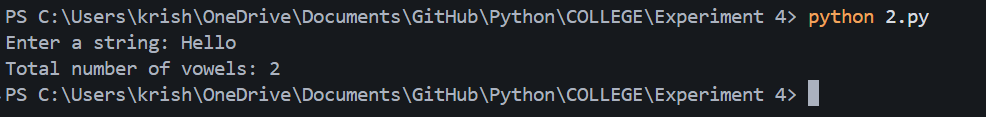 PS C:\Users\krish\OneDrive\Documents\GitHub\Python\COLLEGE\Experiment 4> python 2.py
Enter a string: Hello
Total number of vowels: 2
PS C:\Users\krish\OneDrive\Documents\GitHub\Python\COLLEGE\Experiment 4>